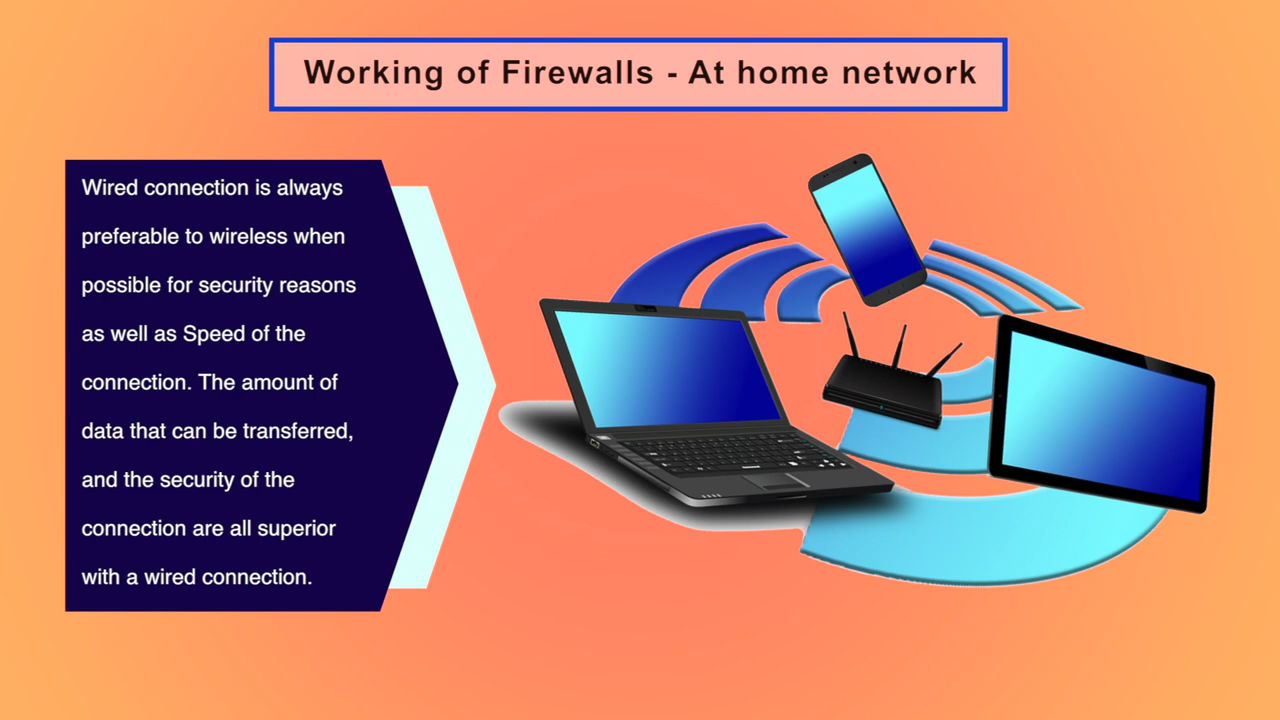 Working of Firewalls - At home network
Wired connection is always
preferable to wireless when
possible for security reasons
as well as Speed of the
connection. The amount of
data that can be transferred,
and the security of the
connection are all superior
with a wired connection.